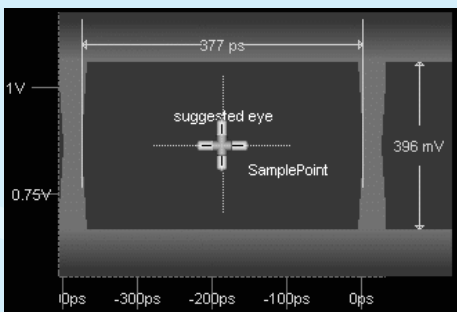 377 ps
1V
suggested eye
396 mV
SamplePoint
0.75V
0ps -300ps -200ps -100ps 0ps